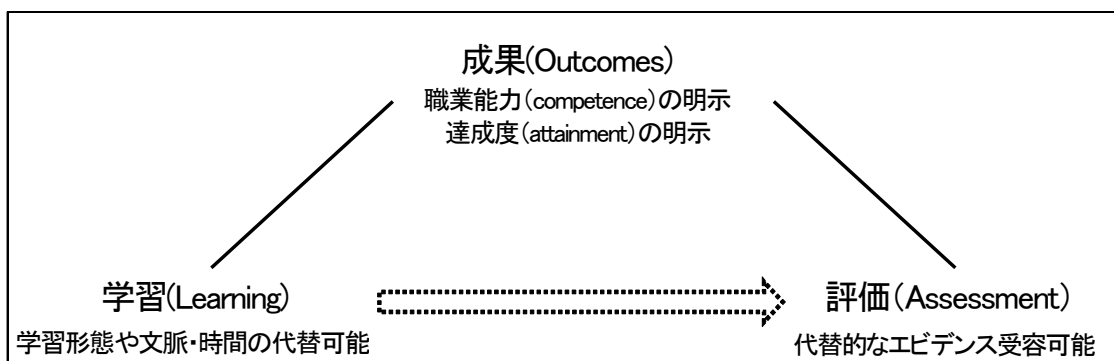 成果(Outcomes)
職業能力（competence）の明示
達成度（attainment）の明示
学習(Learning)
学習形態や文脈・時間の代替可能
評価（Assessment）
代替的なエビデンス受容可能